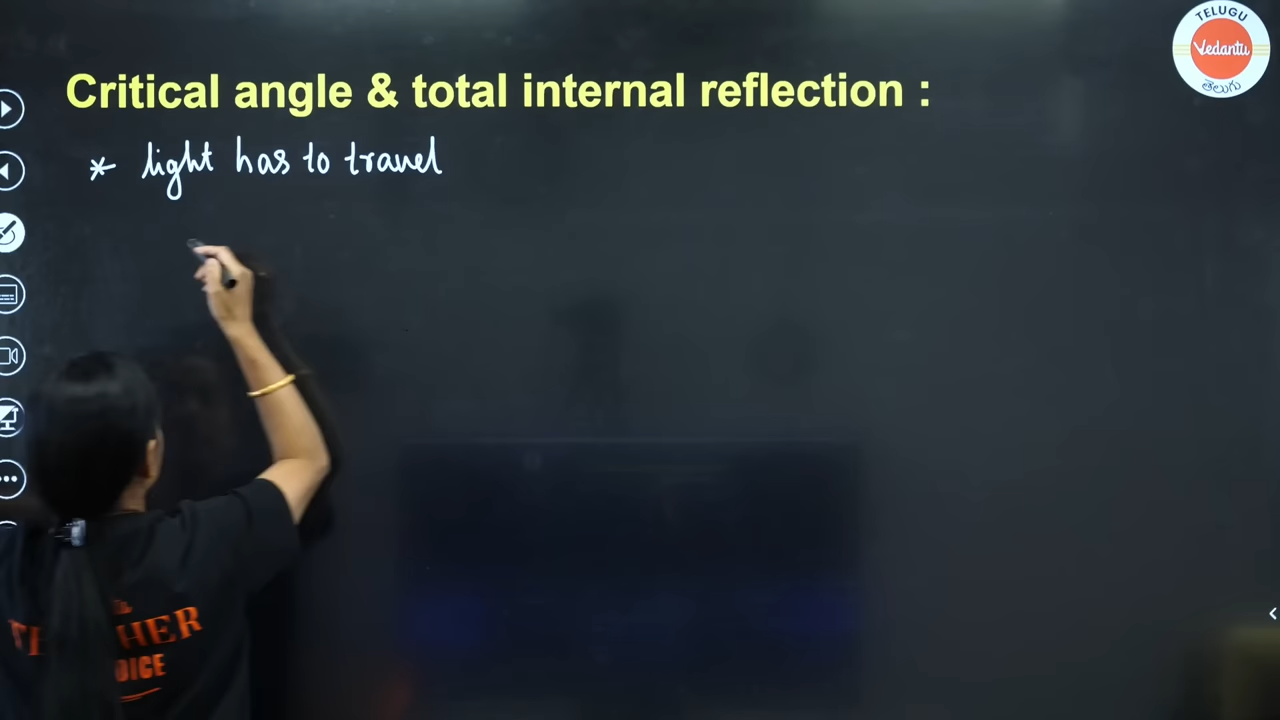 TELUGU
Vedantu
తెలుగు
Critical angle & total internal reflection :
* light has to travel